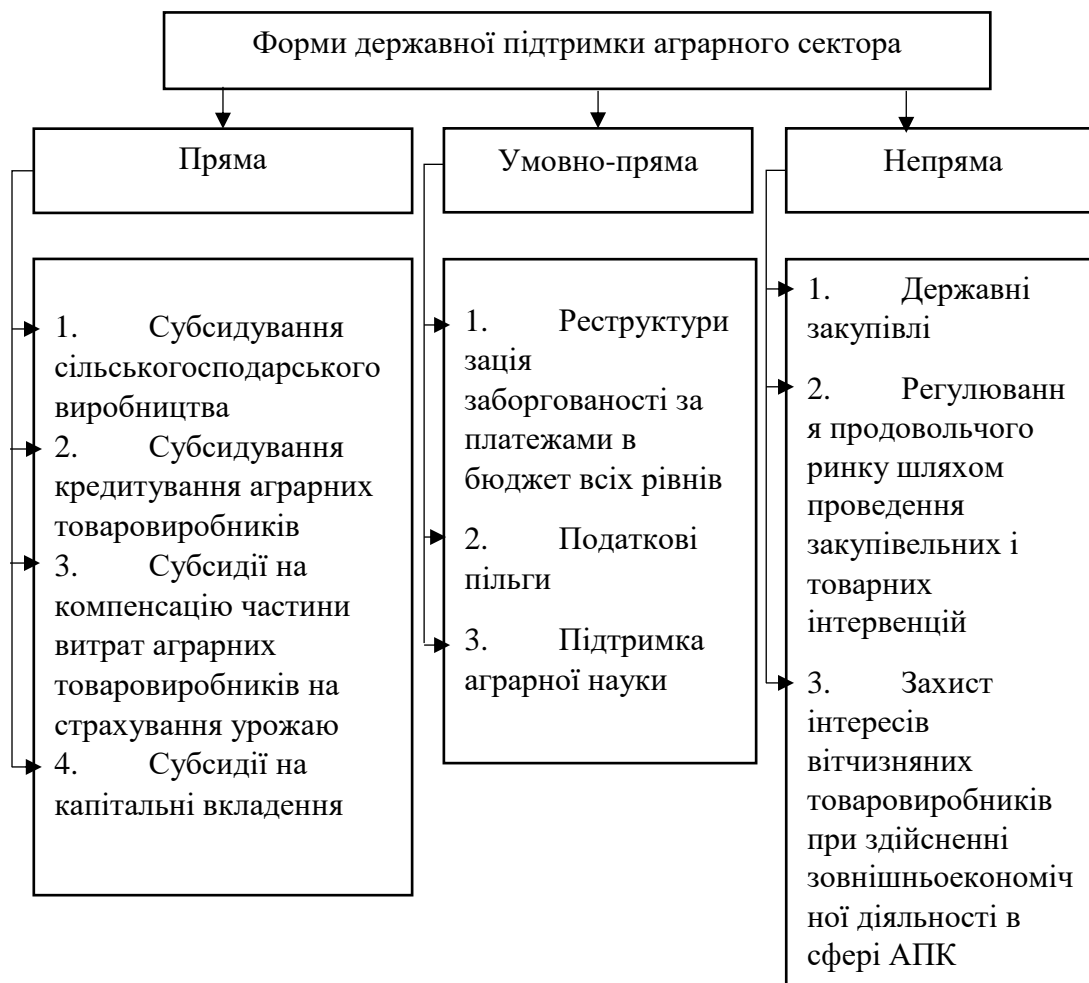 Форми державної підтримки аграрного сектора
Пряма
Умовно-пряма
Непряма
1. Субсидування
сільськогосподарського
виробництва
2. Субсидування
кредитування аграрних
товаровиробників
3. Субсидії на
компенсацію частини
витрат аграрних
товаровиробників на
страхування урожаю
4. Субсидії на
капітальні вкладення
1. Реструктури
зація
заборгованості за
платежами в
бюджет всіх рівнів
2. Податкові
пільги
3. Підтримка
аграрної науки
1. Державні
закупівлі
2. Регулюванн
я продовольчого
ринку шляхом
проведення
закупівельних і
товарних
інтервенцій
3. Захист
інтересів
вітчизняних
товаровиробників
при здійсненні
зовнішньоекономіч
ної діяльності в
сфері АПК